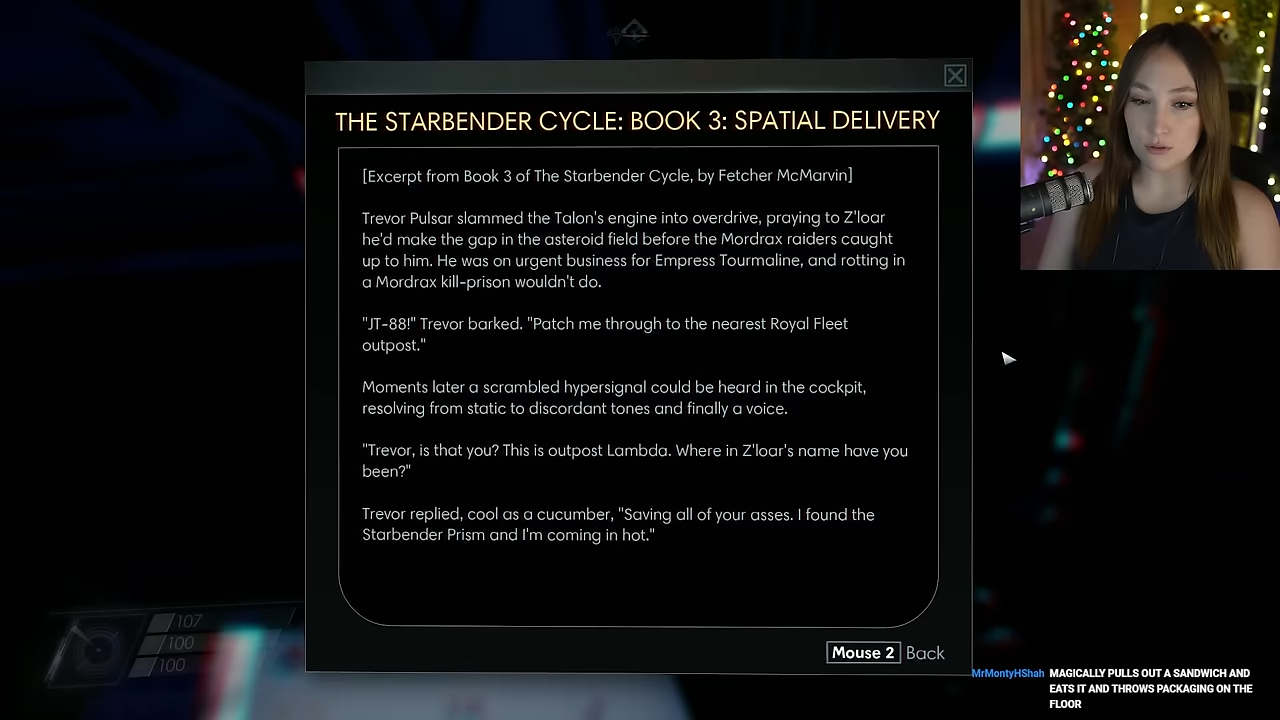 THE STARBENDER CYCLE: BOOK 3: SPATIAL DELIVERY
[Excerpt from Book 3 of The Starbender Cycle, by Fetcher McMarvin]
Trevor Pulsar slammed the Talon's engine into overdrive, praying to Z'loar
he'd make the gap in the asteroid field before the Mordrax raiders caught
up to him. He was on urgent business for Empress Tourmaline, and rotting in
a Mordrax kill-prison wouldn't do.
"JT-88!" Trevor barked. "Patch me through to the nearest Royal Fleet
outpost."
Moments later a scrambled hypersignal could be heard in the cockpit,
resolving from static to discordant tones and finally a voice.
"Trevor, is that you? This is outpost Lambda. Where in Z'loar's name have you
been?"
Trevor replied, cool as a cucumber, "Saving all of your asses. I found the
Starbender Prism and I'm coming in hot."
107
100
100
Mouse 2 Back
MrMontyHShah MAGICALLY PULLS OUT A SANDWICH AND
EATS IT AND THROWS PACKAGING ON THE
FLOOR